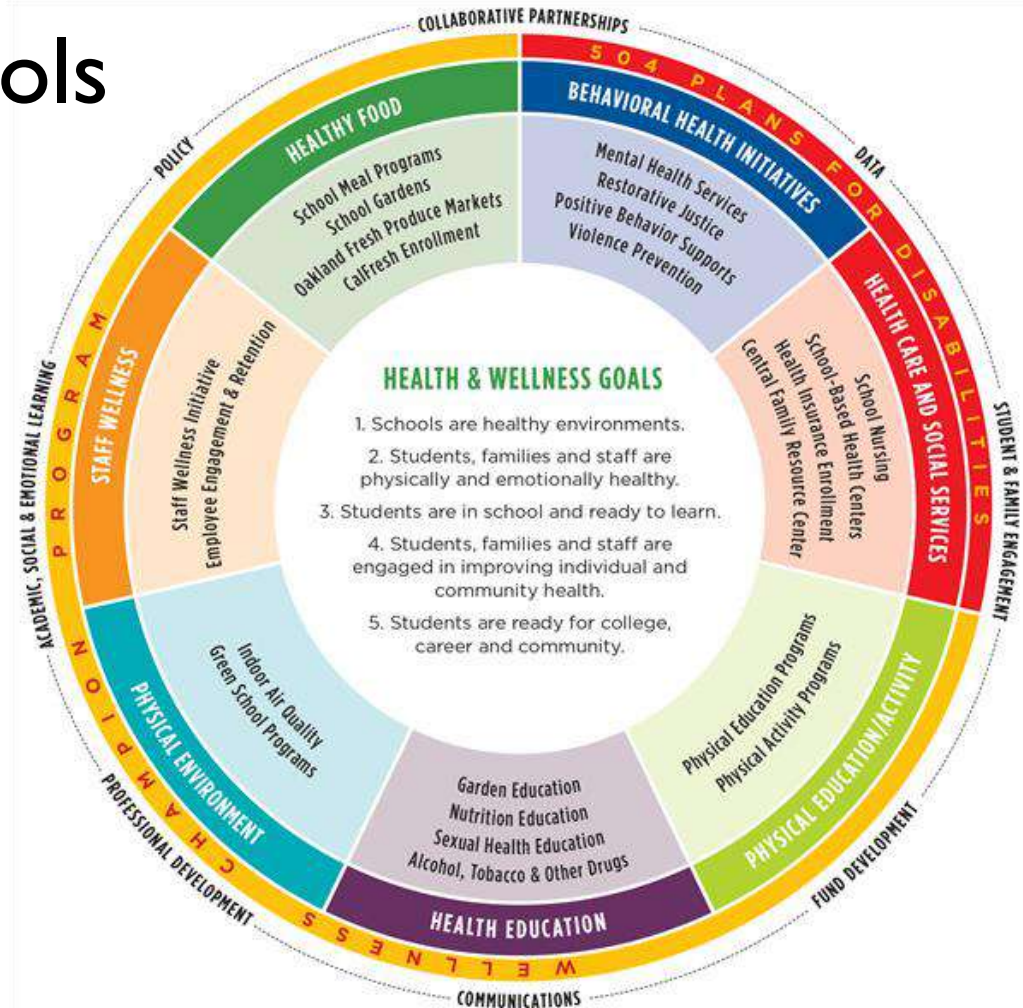 ols
COLLABORATIVE PARTNERSHIPS
DATA
STUDENT & FAMILY ENGAGEMENT
FUND DEVELOPMENT
COMMUNICATIONS
PROFESSIONAL DEVELOPMENT
ACADEMIC, SOCIAL & EMOTIONAL LEARNING
POLICY
504 PLANS FOR DISABILITIES
WELLNESS CHAMPION PROGRAM
HEALTHY FOOD
School Meal Programs
School Gardens
Oakland Fresh Produce Markets
CalFresh Enrollment
BEHAVIORAL HEALTH INITIATIVES
Mental Health Services
Restorative Justice
Positive Behavior Supports
Violence Prevention
HEALTH CARE AND SOCIAL SERVICES
School Nursing
School-Based Health Centers
Health Insurance Enrollment
Central Family Resource Center
PHYSICAL EDUCATION/ACTIVITY
Physical Education Programs
Physical Activity Programs
HEALTH EDUCATION
Garden Education
Nutrition Education
Sexual Health Education
Alcohol, Tobacco & Other Drugs
PHYSICAL ENVIRONMENT
Indoor Air Quality
Green School Programs
STAFF WELLNESS
Staff Wellness Initiative
Employee Engagement & Retention
HEALTH & WELLNESS GOALS
1. Schools are healthy environments.
2. Students, families and staff are
physically and emotionally healthy.
3. Students are in school and ready to learn.
4. Students, families and staff are
engaged in improving individual and
community health.
5. Students are ready for college,
career and community.